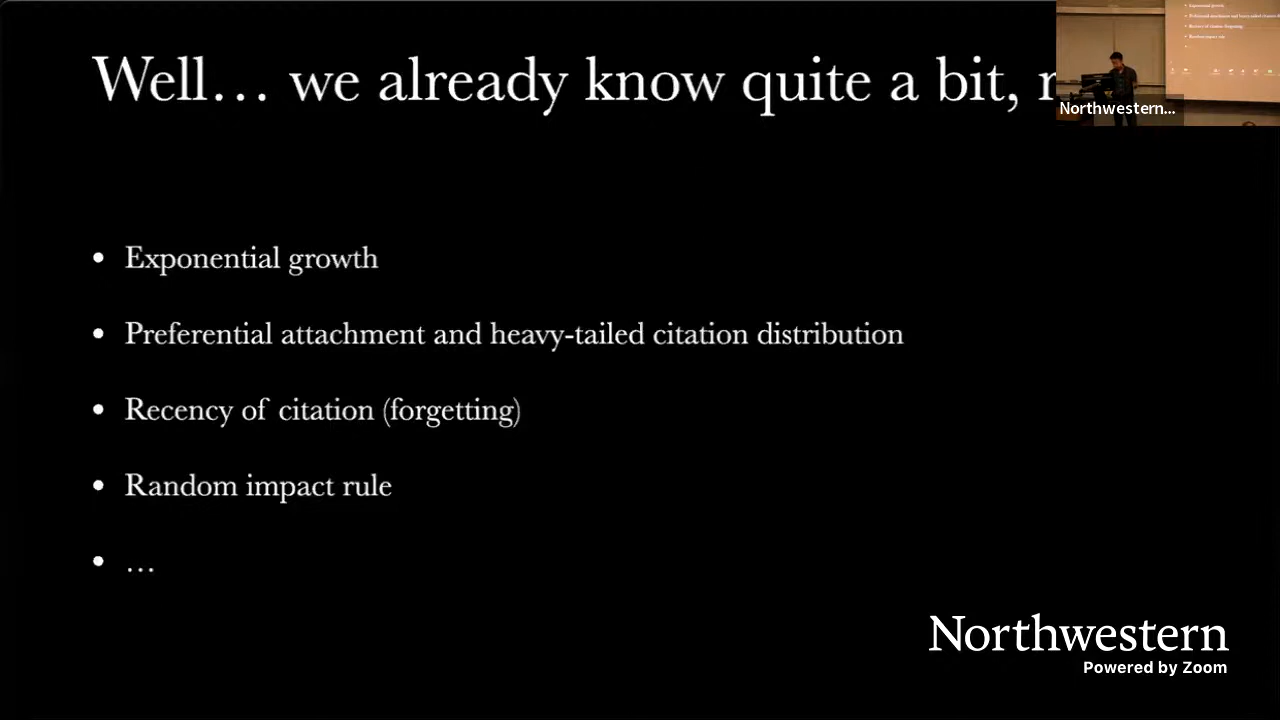 Well… we already know quite a bit, r
Northwestern...
• Exponential growth
• Preferential attachment and heavy-tailed citation distribution
• Recency of citation (forgetting)
• Random impact rule
• …
Northwestern
Powered by Zoom